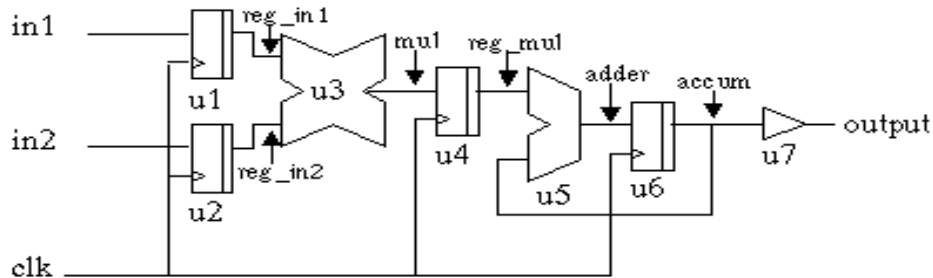 in1
reg_in1
u1
u3
mul
reg_mul
u4
adder
accum
output
u7
in2
reg_in2
u2
u5
u6
clk